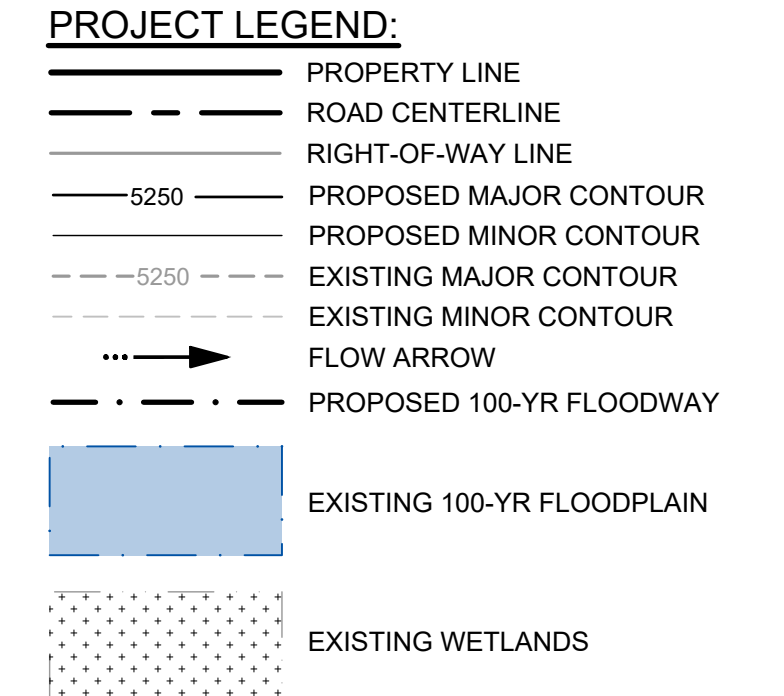 PROJECT LEGEND:
PROPERTY LINE
ROAD CENTERLINE
RIGHT-OF-WAY LINE
5250 PROPOSED MAJOR CONTOUR
PROPOSED MINOR CONTOUR
5250 EXISTING MAJOR CONTOUR
EXISTING MINOR CONTOUR
FLOW ARROW
PROPOSED 100-YR FLOODWAY
EXISTING 100-YR FLOODPLAIN
EXISTING WETLANDS